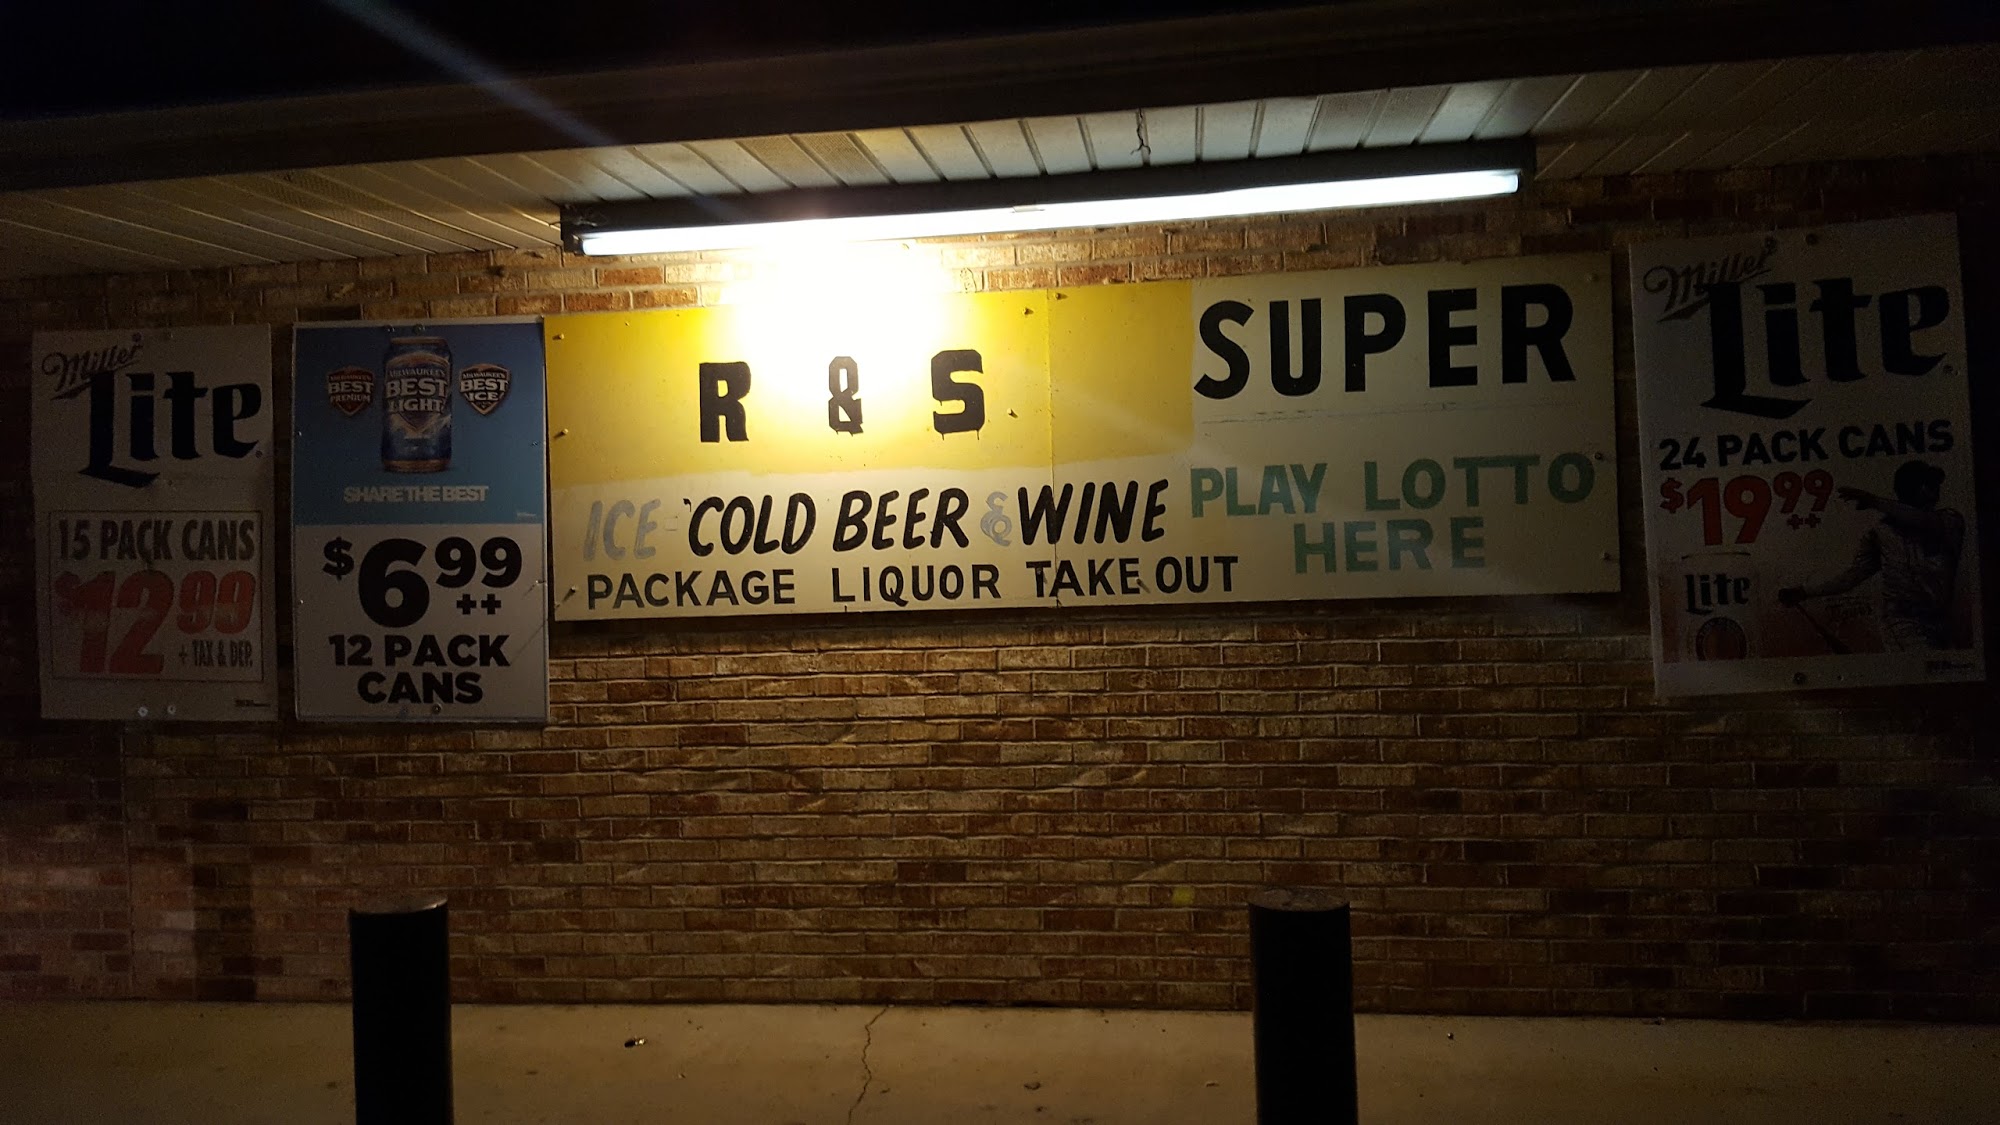 Miller
Lite
15 PACK CANS
$12.99
+ TAX & DEP.
MILWAUKEE'S
BEST
PREMIUM
MILWAUKEE'S
BEST
LIGHT
MILWAUKEE'S
BEST
ICE
SHARE THE BEST
$6.99
++
12 PACK
CANS
R & S
ICE - COLD BEER & WINE
PACKAGE LIQUOR TAKE OUT
SUPER
PLAY LOTTO
HERE
Miller
Lite
24 PACK CANS
$19.99
++
Lite